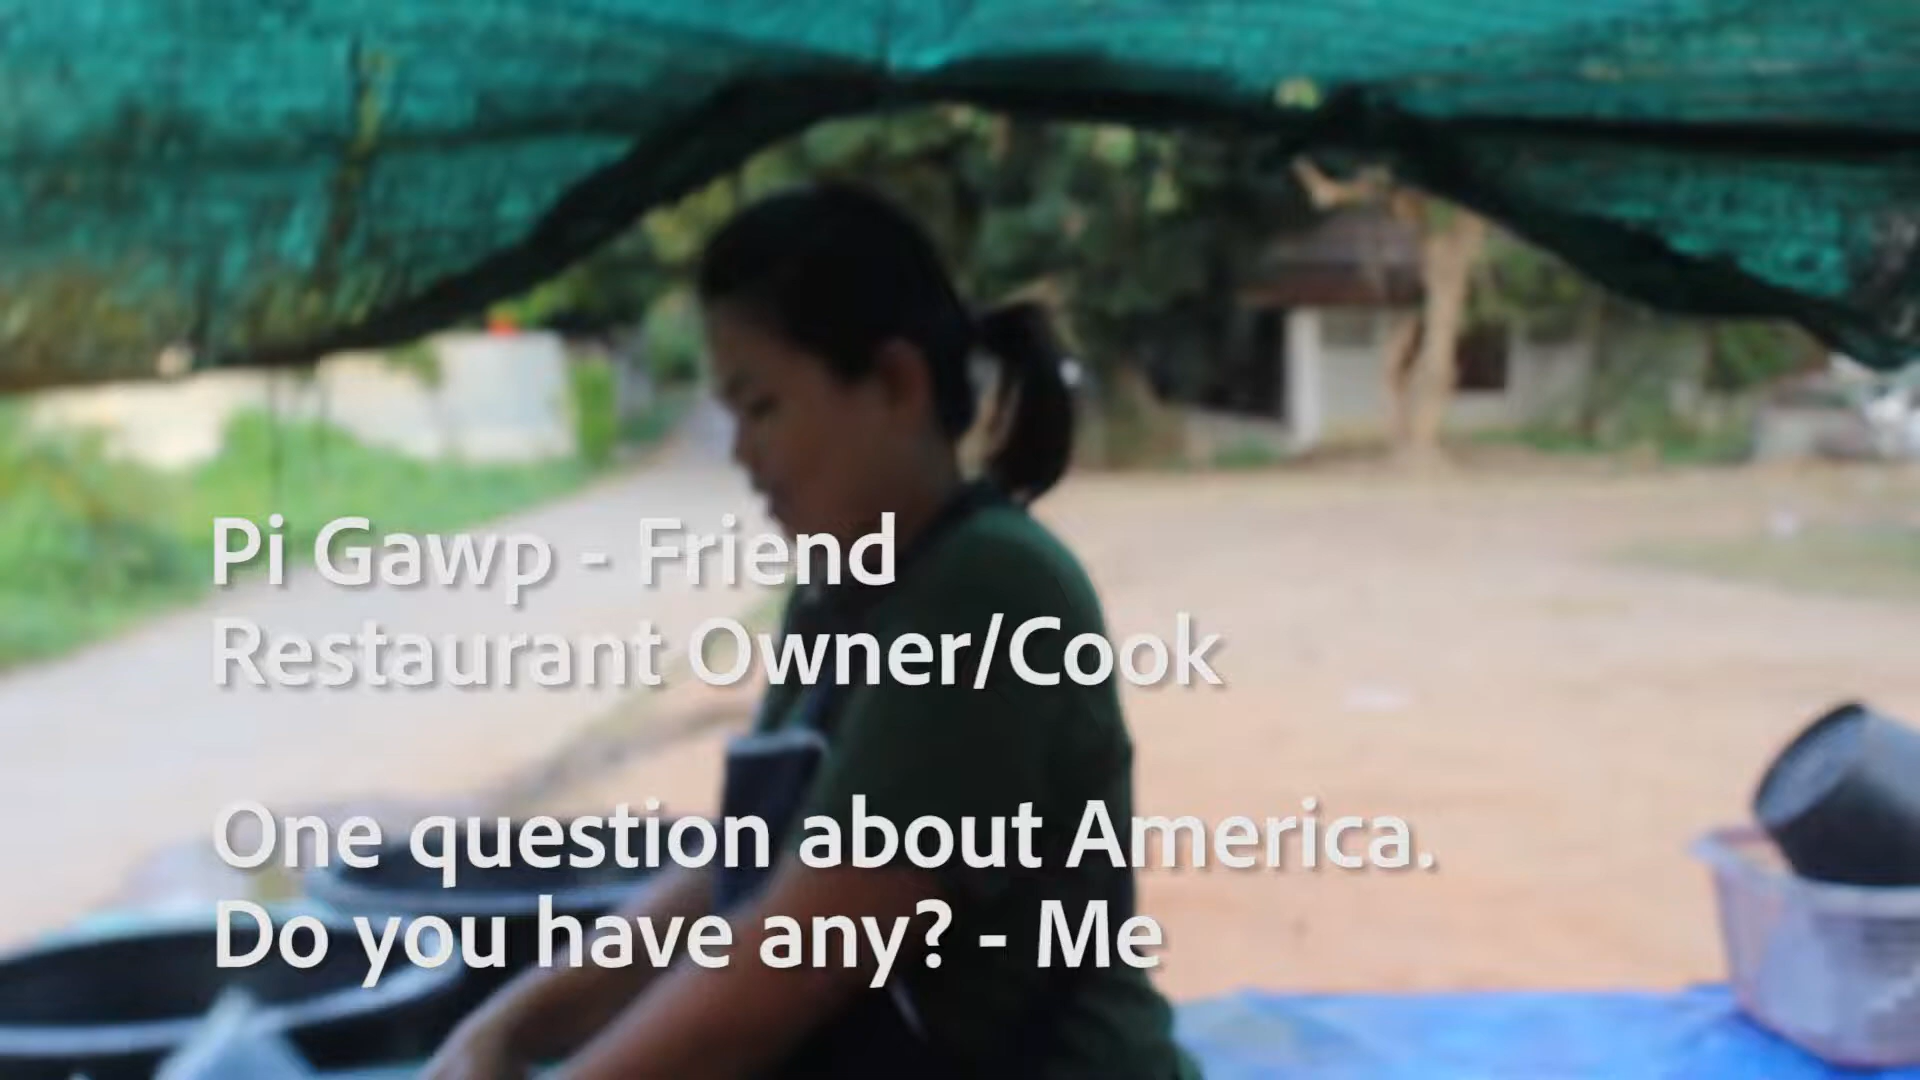 Pi Gawp - Friend
Restaurant Owner/Cook
One question about America.
Do you have any? - Me